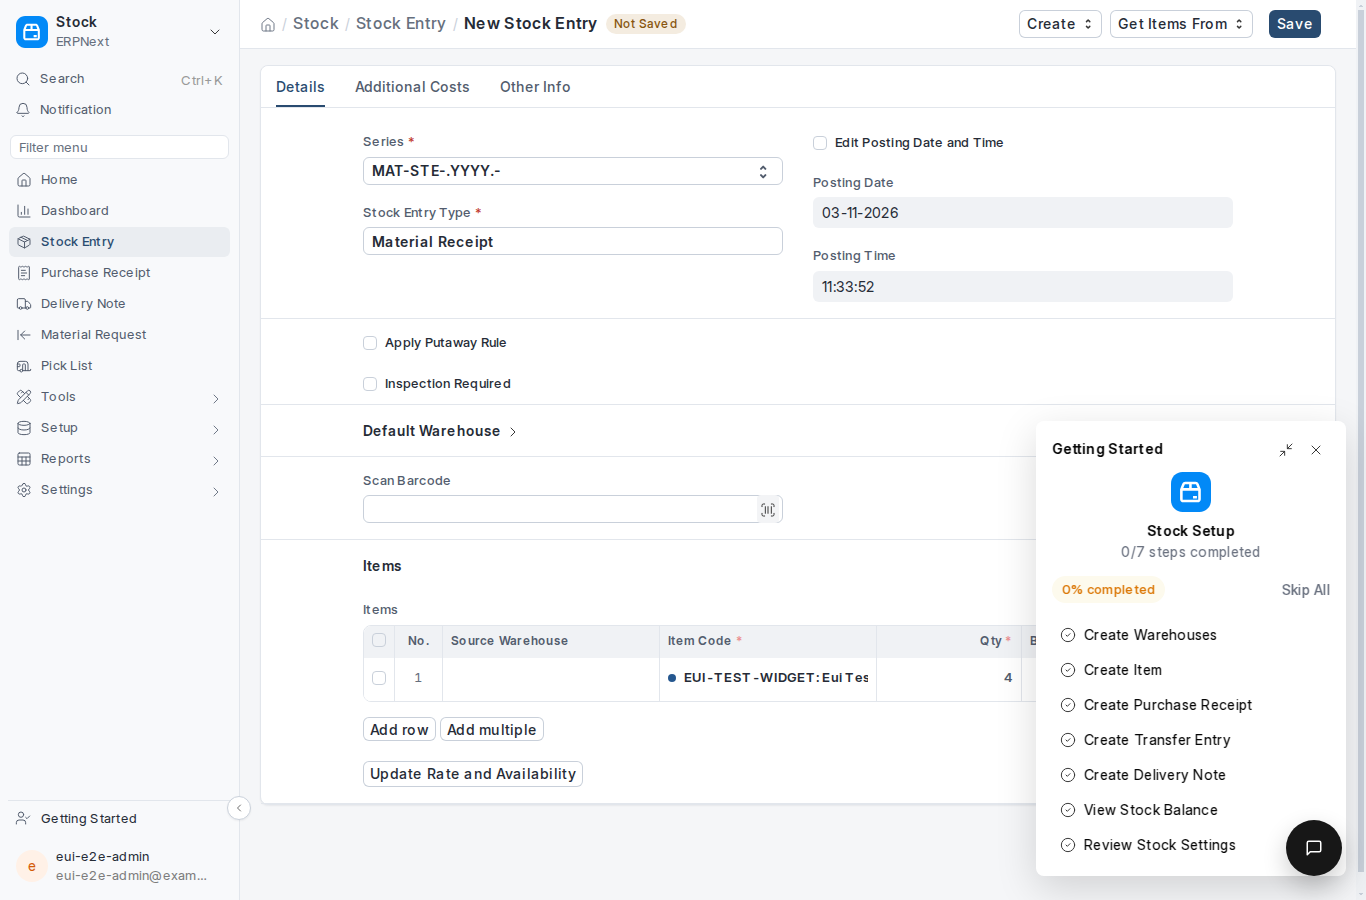 Stock
ERPNext
Search
Ctrl+K
Notification
Filter menu
Home
Dashboard
Stock Entry
Purchase Receipt
Delivery Note
Material Request
Pick List
Tools
Setup
Reports
Settings
Getting Started
e
eui-e2e-admin
eui-e2e-admin@exam...
/ Stock / Stock Entry / New Stock Entry Not Saved
Create
Get Items From
Save
Details
Additional Costs
Other Info
Series *
MAT-STE-.YYYY.-
Stock Entry Type *
Material Receipt
Edit Posting Date and Time
Posting Date
03-11-2026
Posting Time
11:33:52
Apply Putaway Rule
Inspection Required
Default Warehouse
Scan Barcode
Items
Items
No. Source Warehouse Item Code * Qty * B
1 EUI-TEST-WIDGET: Eui Tes 4
Add row Add multiple
Update Rate and Availability
Getting Started
Stock Setup
0/7 steps completed
0% completed
Skip All
Create Warehouses
Create Item
Create Purchase Receipt
Create Transfer Entry
Create Delivery Note
View Stock Balance
Review Stock Settings